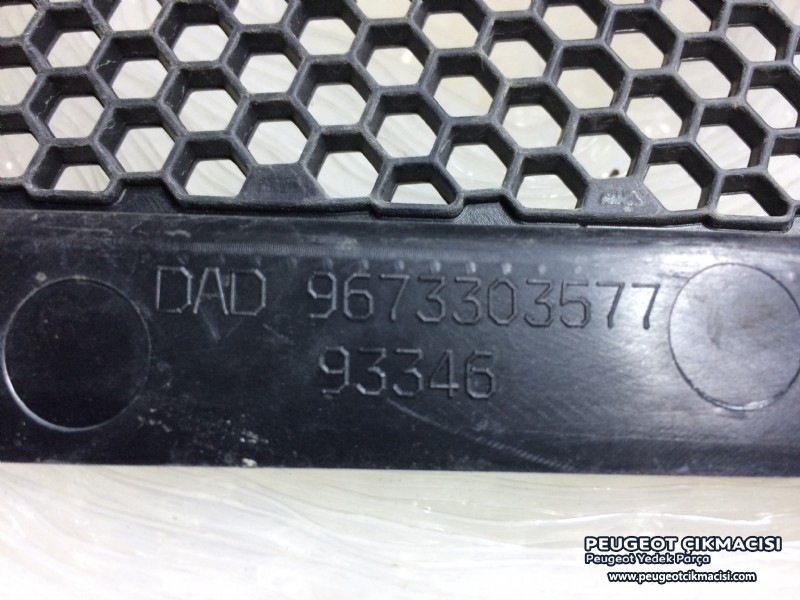 DAD 9673303577
93346
PEUGEOT ÇIKMACISI
Peugeot Yedek Parça
www.peugeotcikmacisi.com